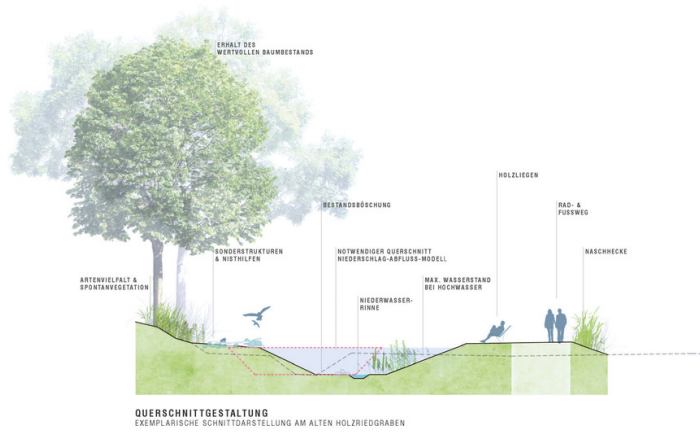 ERHALT DES
WERTVOLLEN BAUMBESTANDS
HOLZLIEGEN
BESTANDSBÖSCHUNG
RAD- &
FUSSWEG
SONDERSTRUKTUREN
& NISTHILFEN
NOTWENDIGER QUERSCHNITT
NIEDERSCHLAG-ABFLUSS-MODELL
NASCHHECKE
ARTENVIELFALT &
SPONTANVEGETATION
MAX. WASSERSTAND
BEI HOCHWASSER
NIEDERWASSER-
RINNE
QUERSCHNITTGESTALTUNG
EXEMPLARISCHE SCHNITTDARSTELLUNG AM ALTEN HOLZRIEDGRABEN